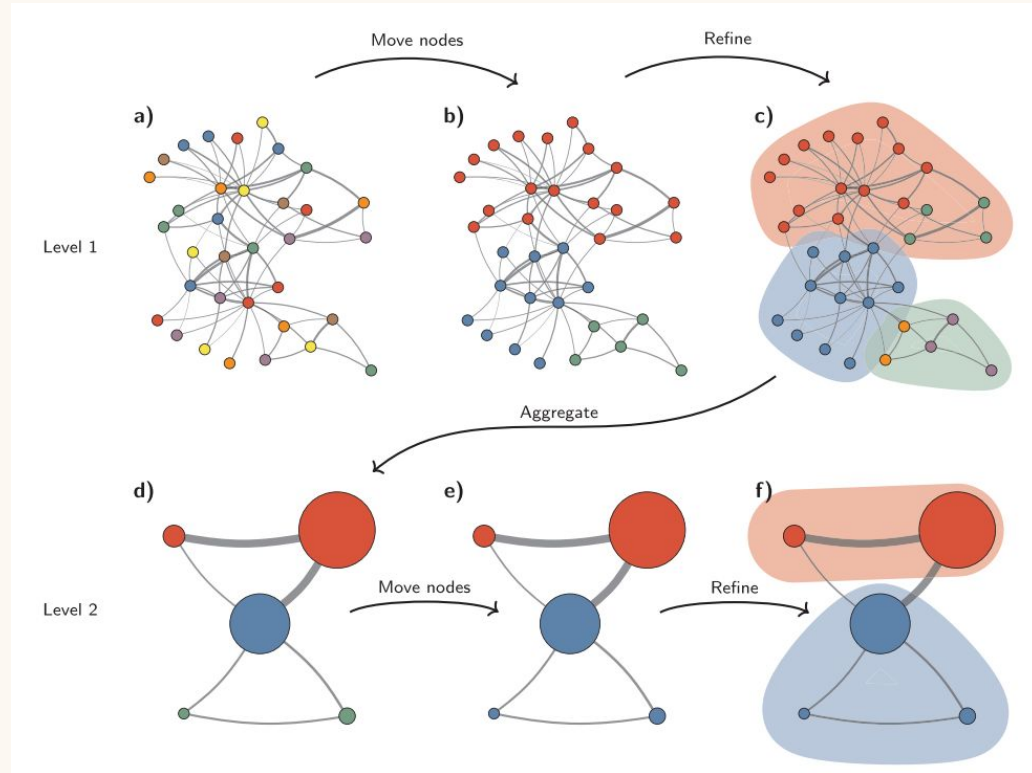 Move nodes
Refine
a)
b)
c)
Level 1
Aggregate
d)
e)
f)
Move nodes
Refine
Level 2